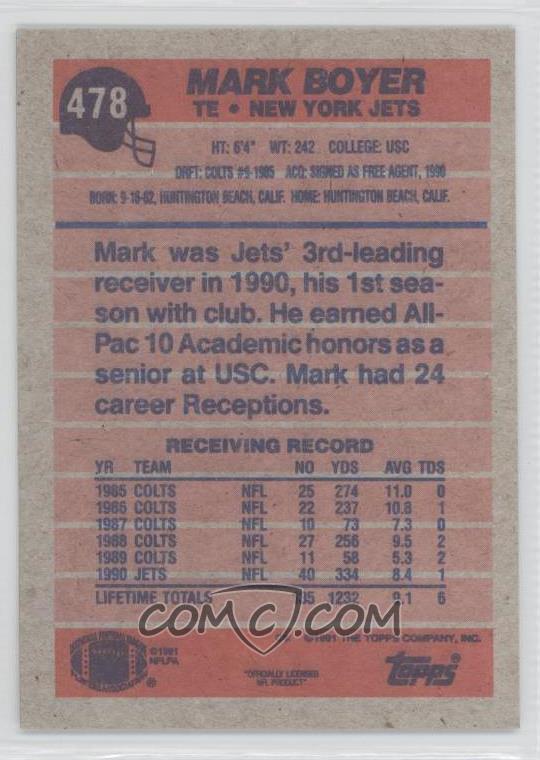 478
MARK BOYER
TE • NEW YORK JETS
HT: 6'4" WT: 242 COLLEGE: USC
DRFT: COLTS #9-1985 ACQ: SIGNED AS FREE AGENT, 1990
BORN: 9-16-62, HUNTINGTON BEACH, CALIF. HOME: HUNTINGTON BEACH, CALIF.
Mark was Jets' 3rd-leading
receiver in 1990, his 1st sea-
son with club. He earned All-
Pac 10 Academic honors as a
senior at USC. Mark had 24
career Receptions.
RECEIVING RECORD
YR TEAM NO YDS AVG TDS
1985 COLTS NFL 25 274 11.0 0
1986 COLTS NFL 22 237 10.8 1
1987 COLTS NFL 10 73 7.3 0
1988 COLTS NFL 27 256 9.5 2
1989 COLTS NFL 11 58 5.3 2
1990 JETS NFL 40 334 8.4 1
LIFETIME TOTALS 135 1232 9.1 6
COMC.COM
©1991 THE TOPPS COMPANY, INC.
©1991
NFLPA
"OFFICIALLY LICENSED
NFL PRODUCT"
topps®